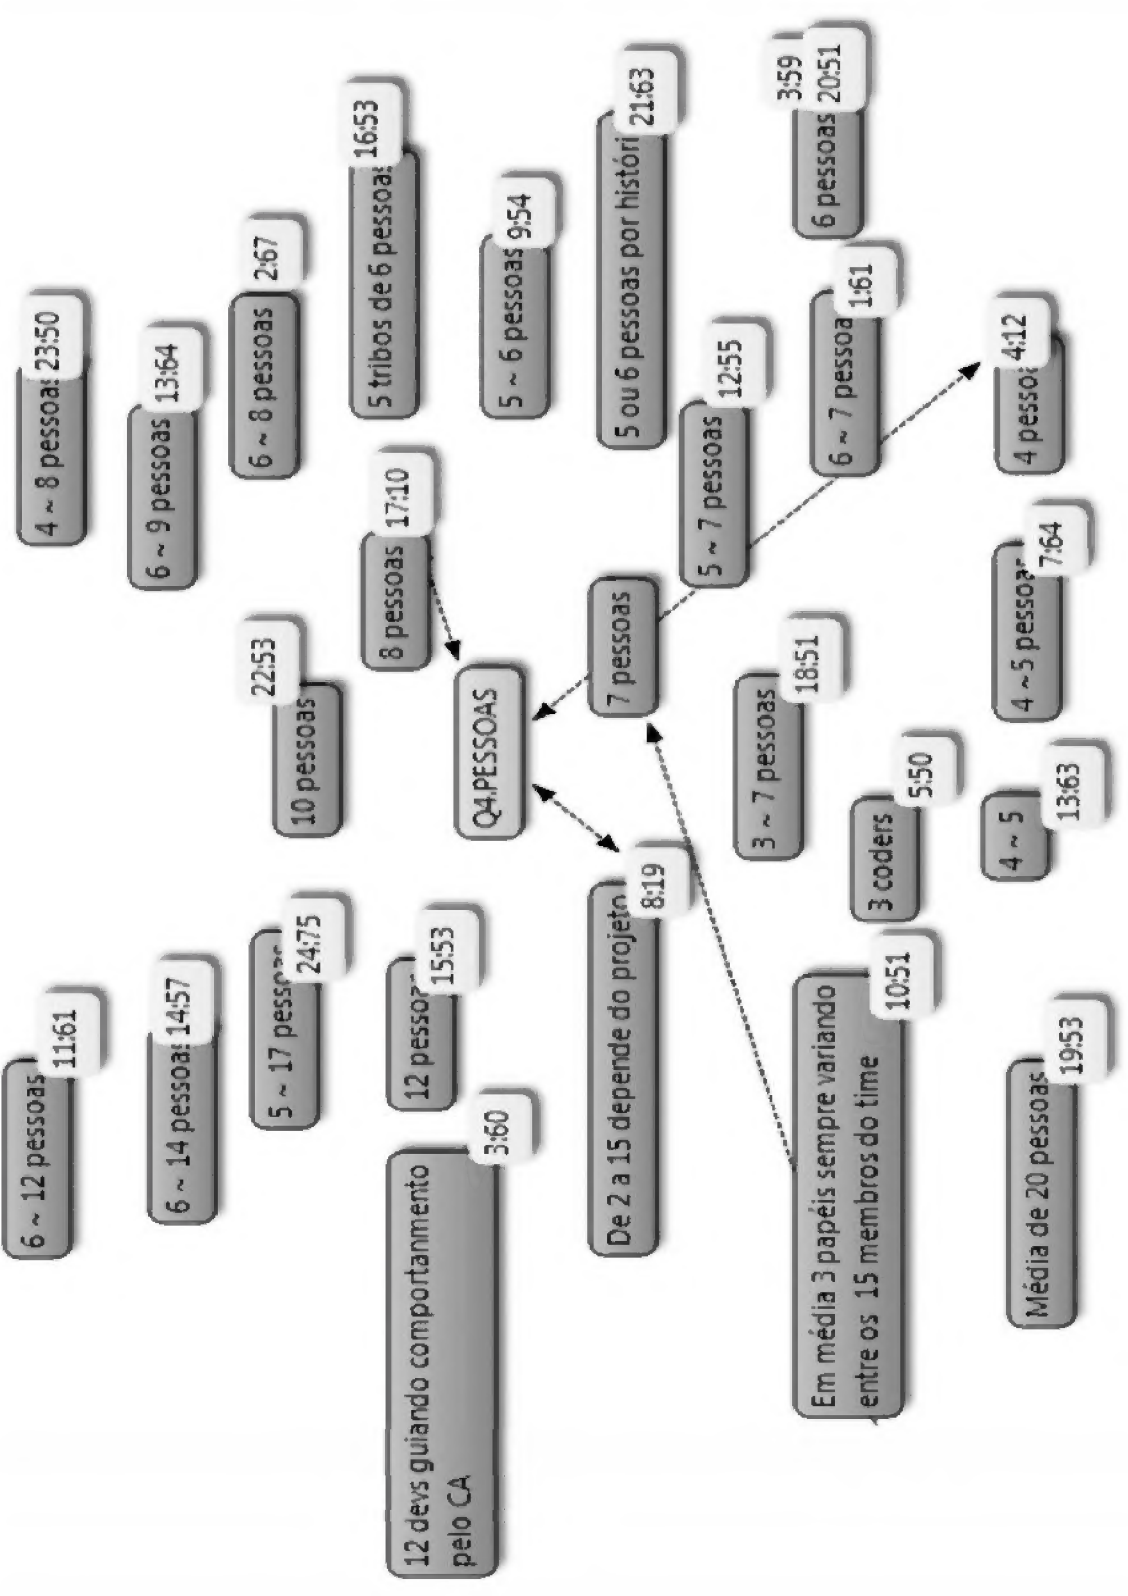 6 ~ 12 pessoas
11:61
4 ~ 8 pessoas
23:50
6 ~ 14 pessoas
14:57
6 ~ 9 pessoas
13:64
5 ~ 17 pesso
24:75
10 pessoas
22:53
6 ~ 8 pessoas
2:67
12 devs guiando comportanmento
pelo CA
3:60
12 pessoa
15:53
8 pessoas
17:10
5 tribos de 6 pessoas
16:53
Q4.PESSOAS
5 ~ 6 pessoas
9:54
De 2 a 15 depende do projeto
8:19
7 pessoas
5 ou 6 pessoas por históri
21:63
3 ~ 7 pessoas
18:51
5 ~ 7 pessoas
12:55
Em média 3 papéis sempre variando
entre os 15 membros do time
10:51
3 coders
5:50
6 ~ 7 pessoa
1:61
6 pessoas
3:59
20:51
Média de 20 pessoas
19:53
4 ~ 5
13:63
4 ~ 5 pessoas
7:64
4 pesso
4:12